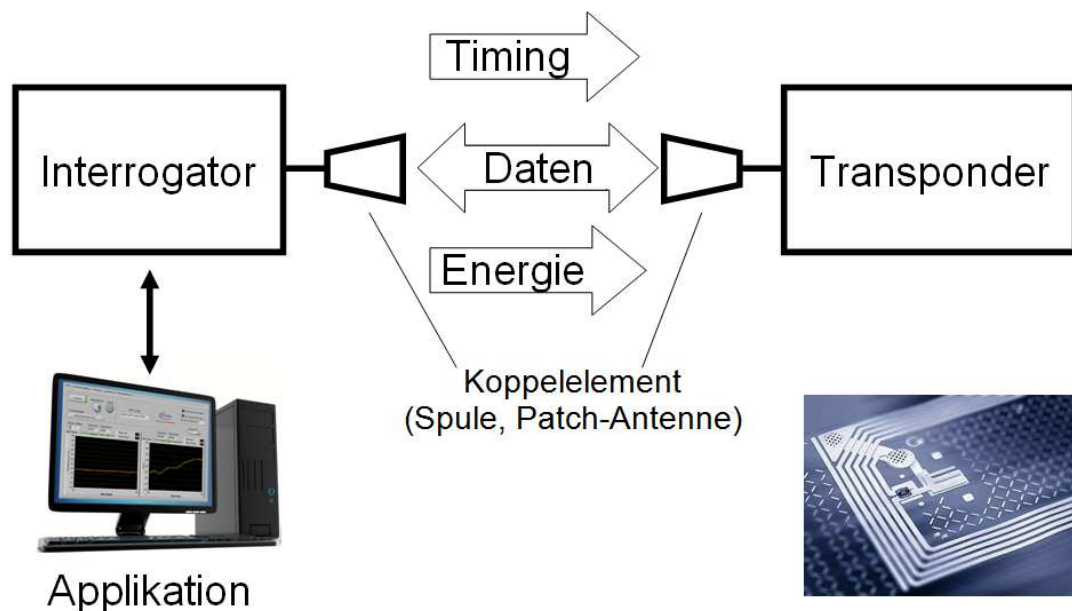 Timing
Interrogator
Daten
Transponder
Energie
Koppelelement
(Spule, Patch-Antenne)
Applikation